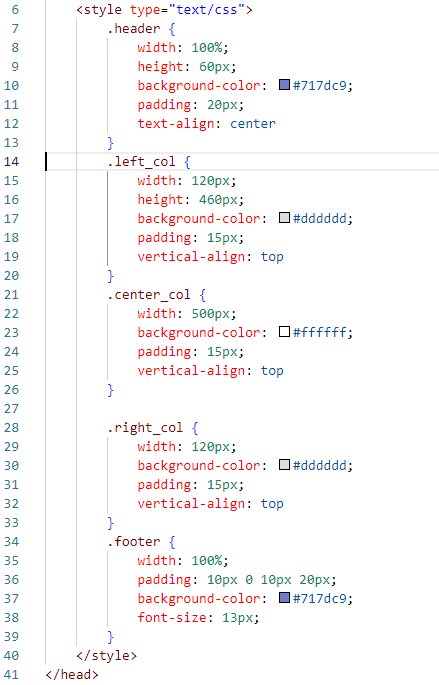 6 <style type="text/css">
7 .header {
8 width: 100%;
9 height: 60px;
10 background-color: #717dc9;
11 padding: 20px;
12 text-align: center
13 }
14 .left_col {
15 width: 120px;
16 height: 460px;
17 background-color: #dddddd;
18 padding: 15px;
19 vertical-align: top
20 }
21 .center_col {
22 width: 500px;
23 background-color: #ffffff;
24 padding: 15px;
25 vertical-align: top
26 }
27
28 .right_col {
29 width: 120px;
30 background-color: #dddddd;
31 padding: 15px;
32 vertical-align: top
33 }
34 .footer {
35 width: 100%;
36 padding: 10px 0 10px 20px;
37 background-color: #717dc9;
38 font-size: 13px;
39 }
40 </style>
41 </head>